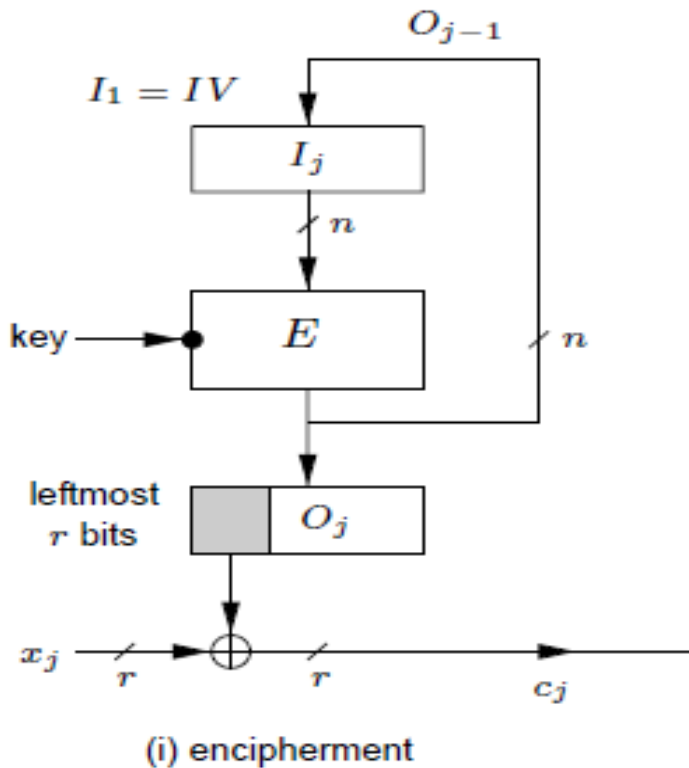 O_{j-1}
I_1 = IV
I_j
n
key
E
n
leftmost
r bits
O_j
x_j
r
r
c_j
(i) encipherment